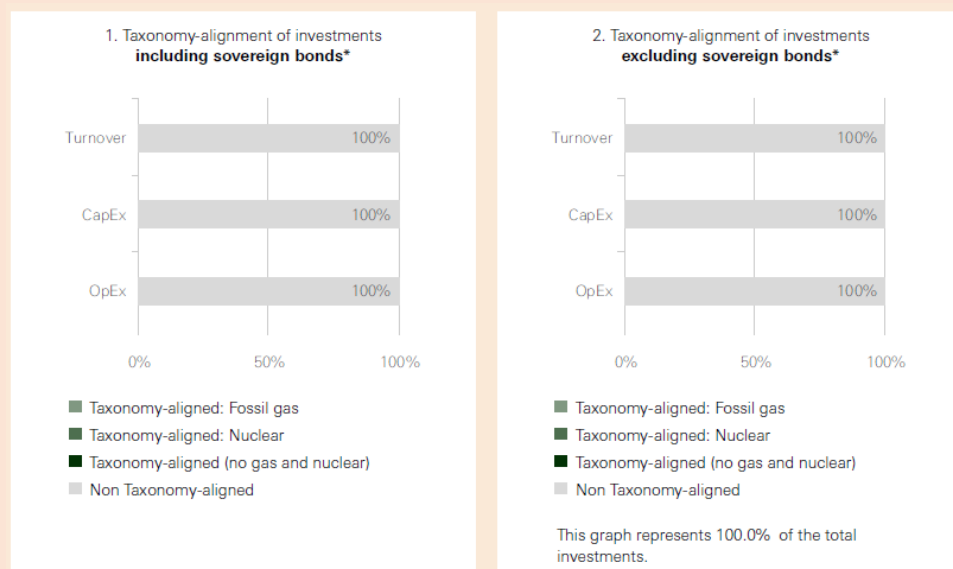 1. Taxonomy-alignment of investments
including sovereign bonds*
Turnover
100%
CapEx
100%
OpEx
100%
0%
50%
100%
Taxonomy-aligned: Fossil gas
Taxonomy-aligned: Nuclear
Taxonomy-aligned (no gas and nuclear)
Non Taxonomy-aligned
2. Taxonomy-alignment of investments
excluding sovereign bonds*
Turnover
100%
CapEx
100%
OpEx
100%
0%
50%
100%
Taxonomy-aligned: Fossil gas
Taxonomy-aligned: Nuclear
Taxonomy-aligned (no gas and nuclear)
Non Taxonomy-aligned
This graph represents 100.0% of the total
investments.